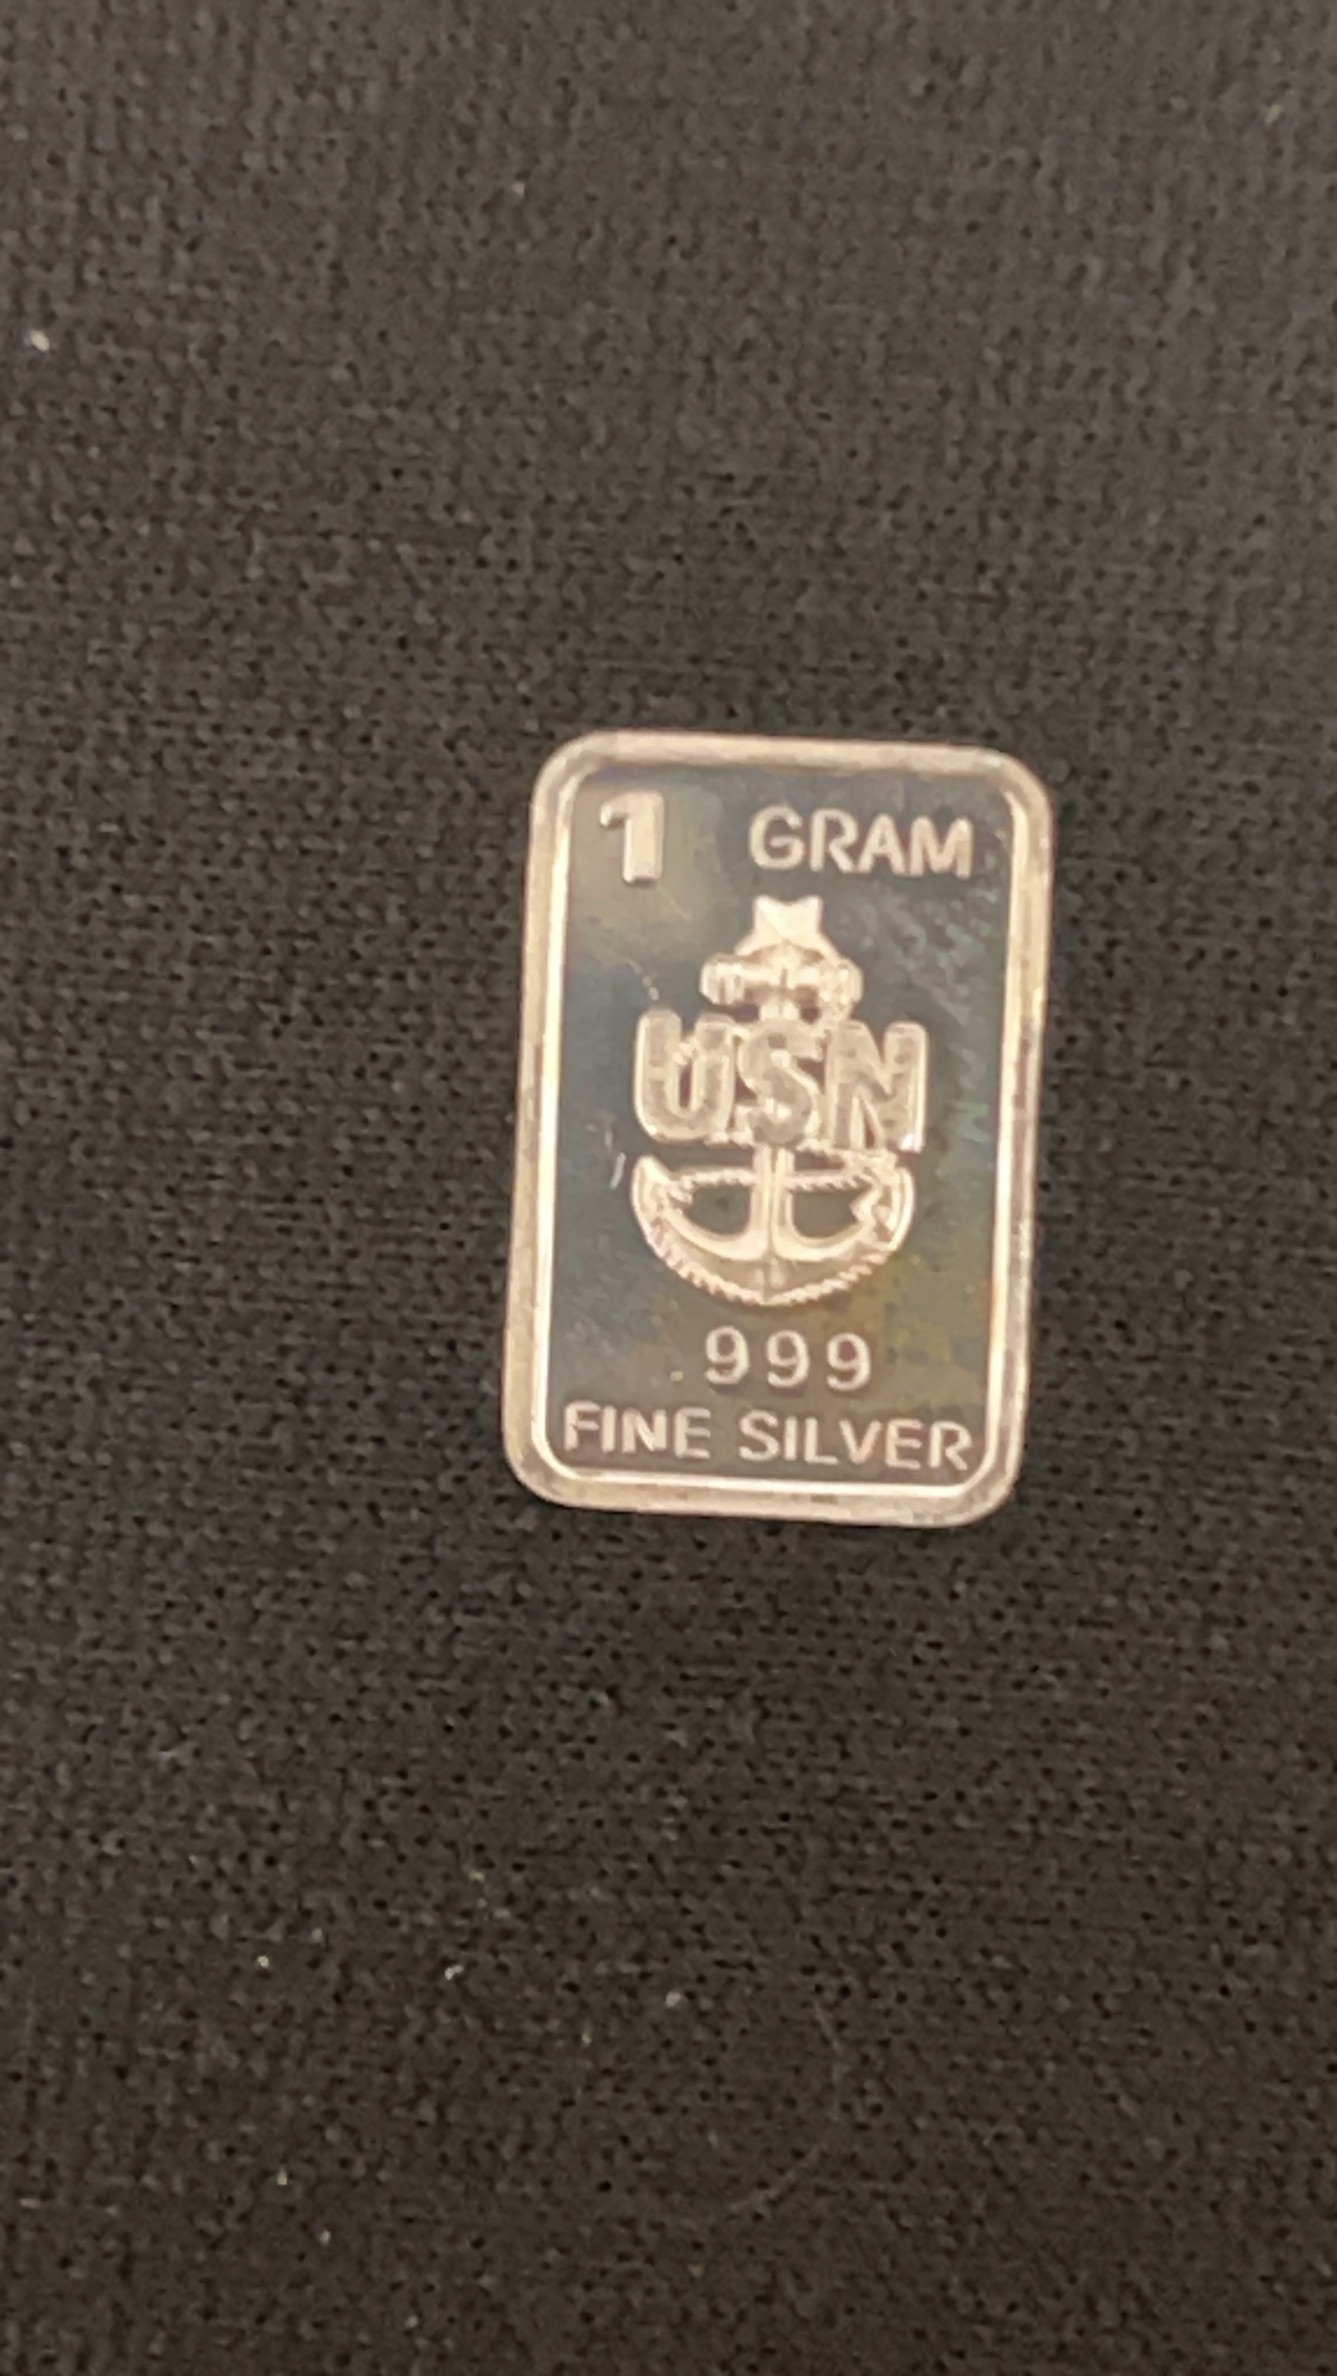 1 GRAM
USN
.999
FINE SILVER